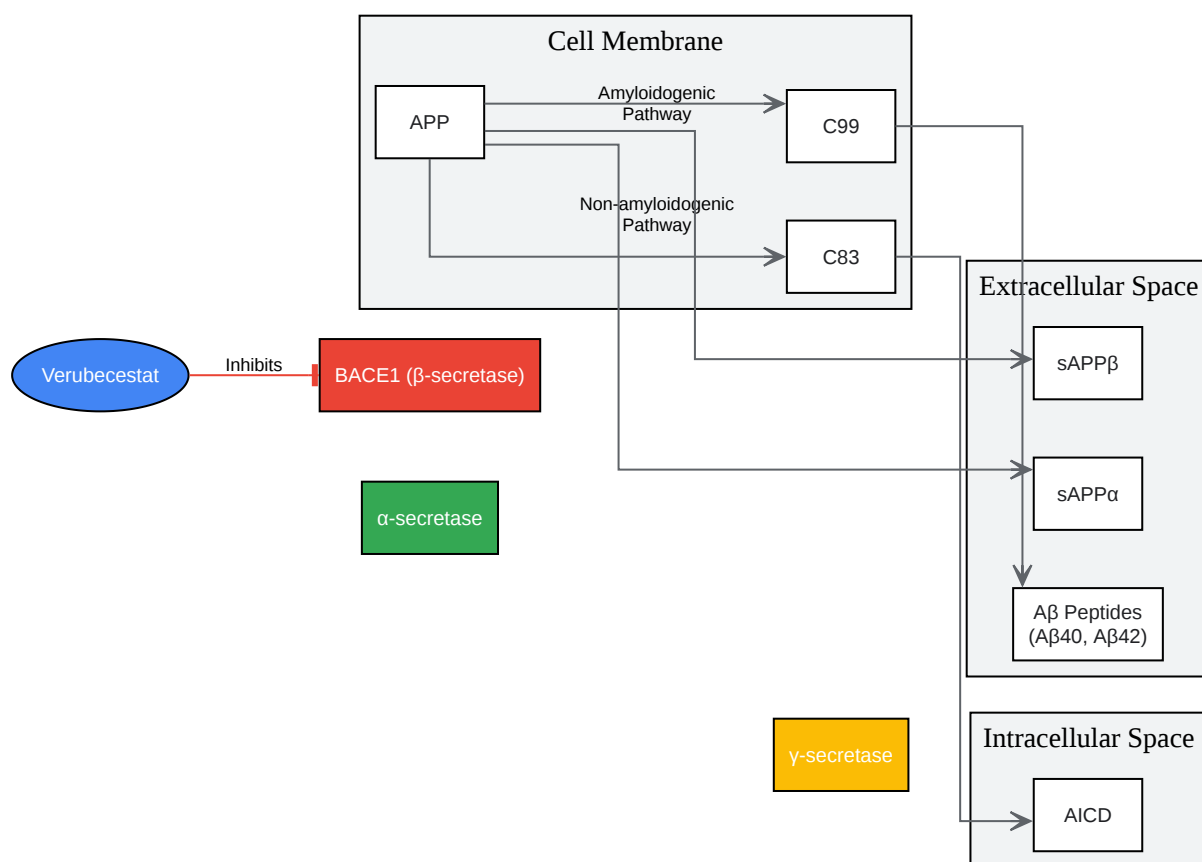 Cell Membrane
APP
Amyloidogenic
Pathway
C99
Non-amyloidogenic
Pathway
C83
Extracellular Space
Verubecestat
Inhibits
BACE1 (β-secretase)
sAPPβ
α-secretase
sAPPα
Aβ Peptides
(Aβ40, Aβ42)
γ-secretase
Intracellular Space
AICD